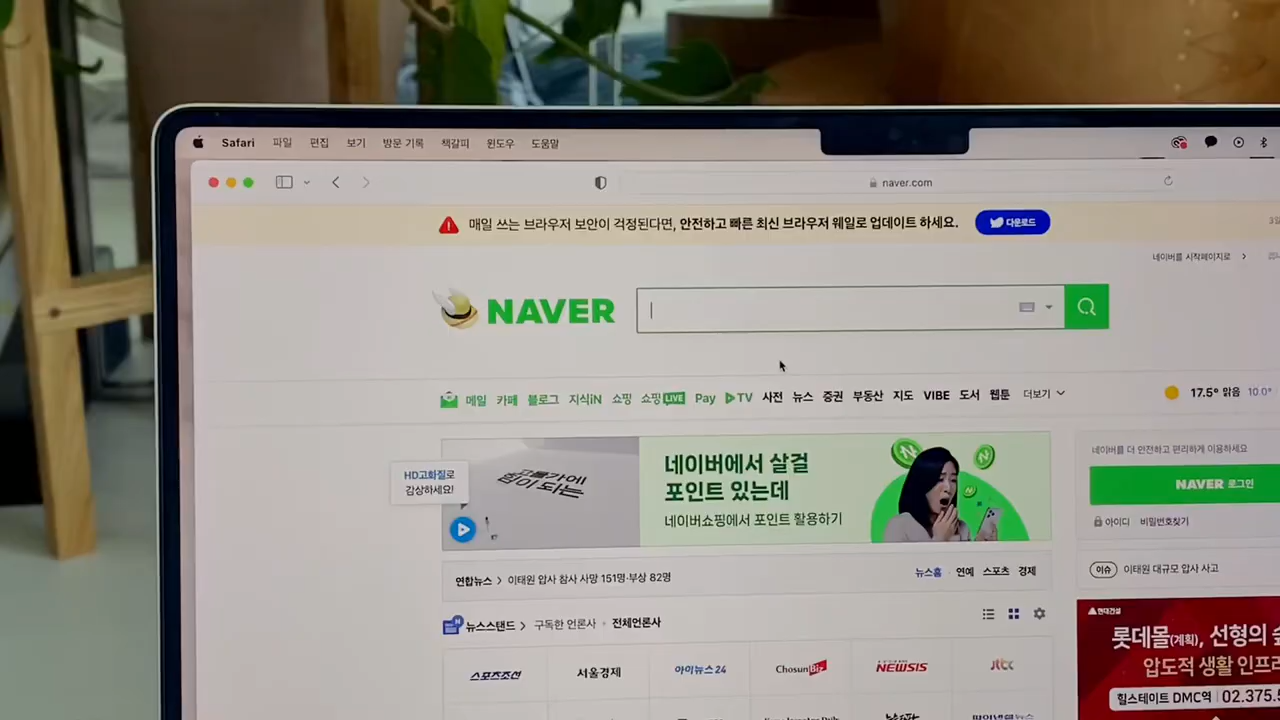 Safari 파일 편집 보기 방문 기록 책갈피 윈도우 도움말
naver.com
매일 쓰는 브라우저 보안이 걱정된다면, 안전하고 빠른 최신 브라우저 웨일로 업데이트 하세요. 다운로드
네이버를 시작페이지로
NAVER
메일 카페 블로그 지식iN 쇼핑 쇼핑LIVE Pay TV 사전 뉴스 증권 부동산 지도 VIBE 도서 웹툰 더보기
17.5° 맑음 10.0°
HD고화질로
감상하세요!
힘이 되는
네이버에서 살걸
포인트 있는데
네이버쇼핑에서 포인트 활용하기
네이버를 더 안전하고 편리하게 이용하세요
NAVER 로그인
아이디 비밀번호찾기
연합뉴스 이태원 압사 참사 사망 151명·부상 82명
뉴스홈 연예 스포츠 경제
이슈 이태원 대규모 압사 사고
뉴스스탠드 구독한 언론사 전체언론사
스포츠조선 서울경제 아이뉴스24 ChosunBiz NEWSIS jtbc
현대건설
롯데몰(계획), 선형의
압도적 생활 인프라
힐스테이트 DMC역 02.375.5